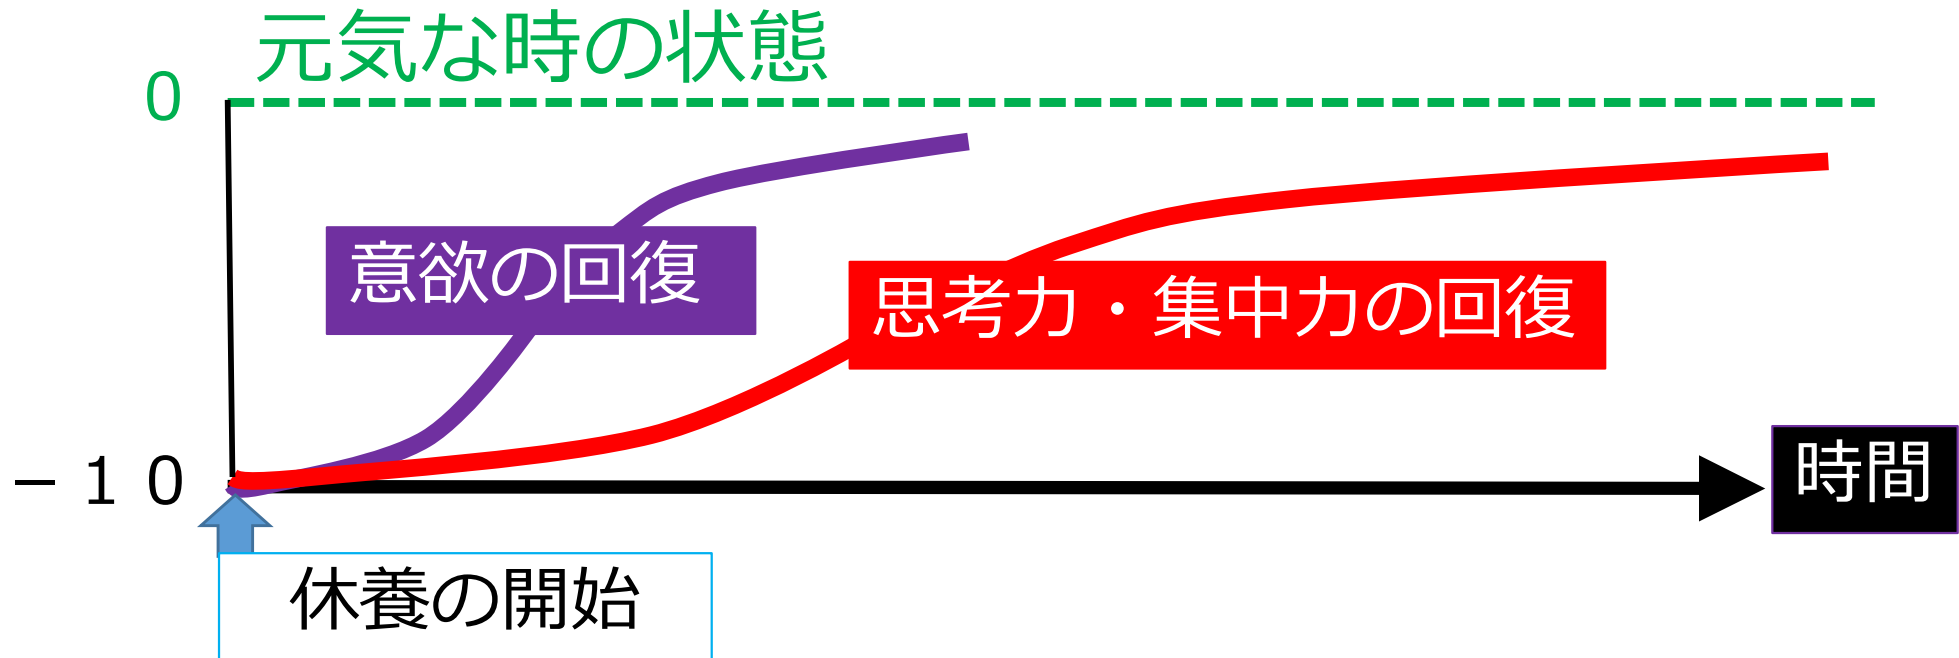 元気な時の状態
０
意欲の回復
思考力・集中力の回復
時間
－１０
休養の開始